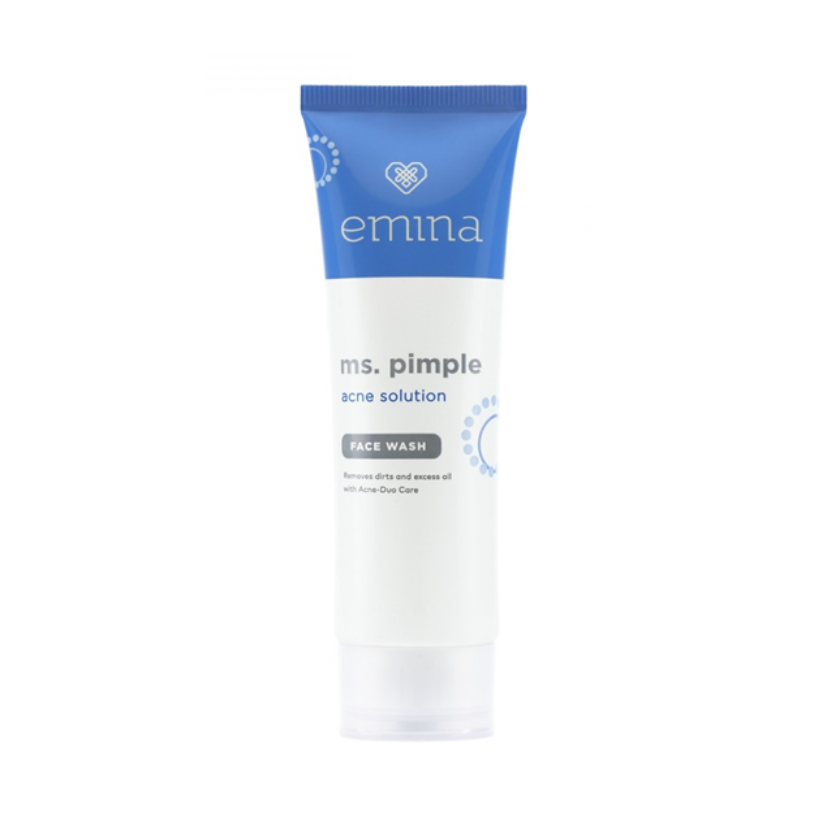 emina
ms. pimple
acne solution
FACE WASH
Removes dirts and excess oil
with Acne-Duo Care